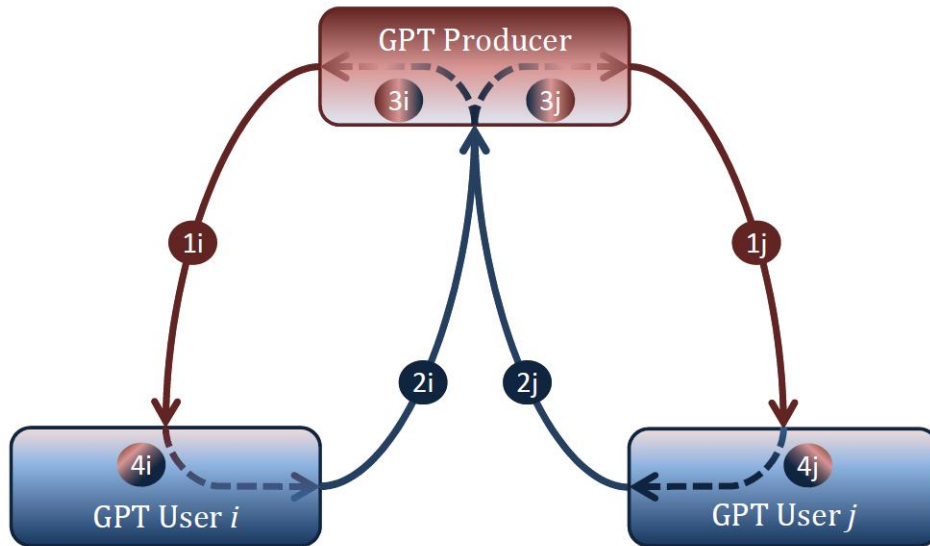 GPT Producer
3i
3j
1i
1j
2i
2j
4i
4j
GPT User i
GPT User j